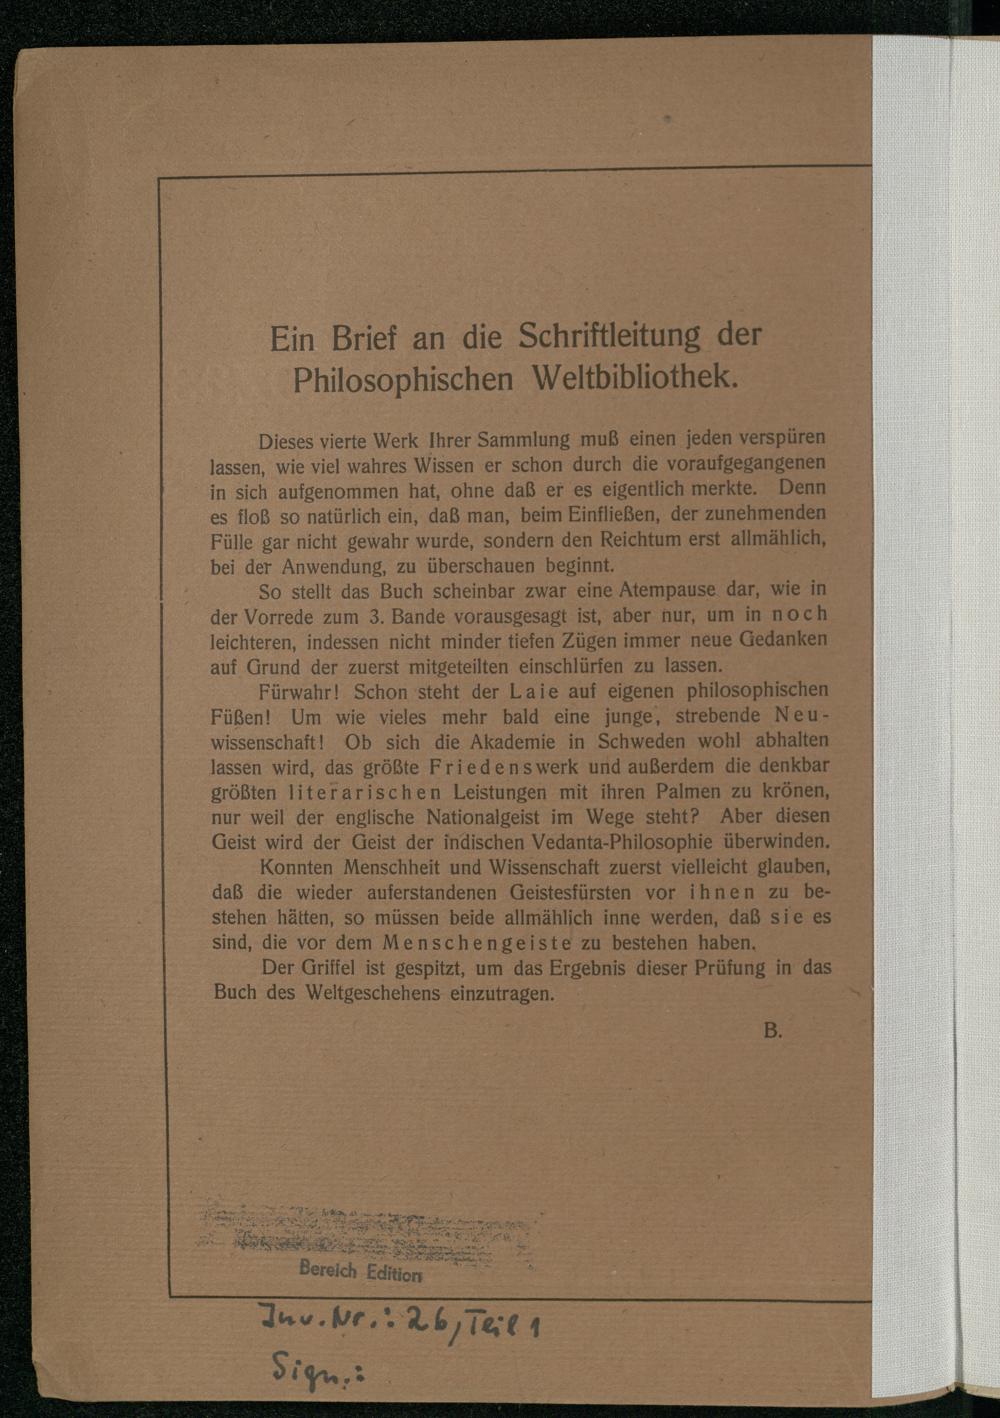 Ein Brief an die Schriftleitung der
Philosophischen Weltbibliothek.
Dieses vierte Werk Ihrer Sammlung muß einen jeden verspüren
lassen, wie viel wahres Wissen er schon durch die voraufgegangenen
in sich aufgenommen hat, ohne daß er es eigentlich merkte. Denn
es floß so natürlich ein, daß man, beim Einfließen, der zunehmenden
Fülle gar nicht gewahr wurde, sondern den Reichtum erst allmählich,
bei der Anwendung, zu überschauen beginnt.
So stellt das Buch scheinbar zwar eine Atempause dar, wie in
der Vorrede zum 3. Bande vorausgesagt ist, aber nur, um in noch
leichteren, indessen nicht minder tiefen Zügen immer neue Gedanken
auf Grund der zuerst mitgeteilten einschlürfen zu lassen.
Fürwahr! Schon steht der Laie auf eigenen philosophischen
Füßen! Um wie vieles mehr bald eine junge, strebende Neu-
wissenschaft! Ob sich die Akademie in Schweden wohl abhalten
lassen wird, das größte Friedenswerk und außerdem die denkbar
größten literarischen Leistungen mit ihren Palmen zu krönen,
nur weil der englische Nationalgeist im Wege steht? Aber diesen
Geist wird der Geist der indischen Vedanta-Philosophie überwinden.
Konnten Menschheit und Wissenschaft zuerst vielleicht glauben,
daß die wieder auferstandenen Geistesfürsten vor ihnen zu be-
stehen hätten, so müssen beide allmählich inne werden, daß sie es
sind, die vor dem Menschengeiste zu bestehen haben.
Der Griffel ist gespitzt, um das Ergebnis dieser Prüfung in das
Buch des Weltgeschehens einzutragen.
B.
Bereich Edition
Inv. Nr.: 26, Teil 1
Sign.: